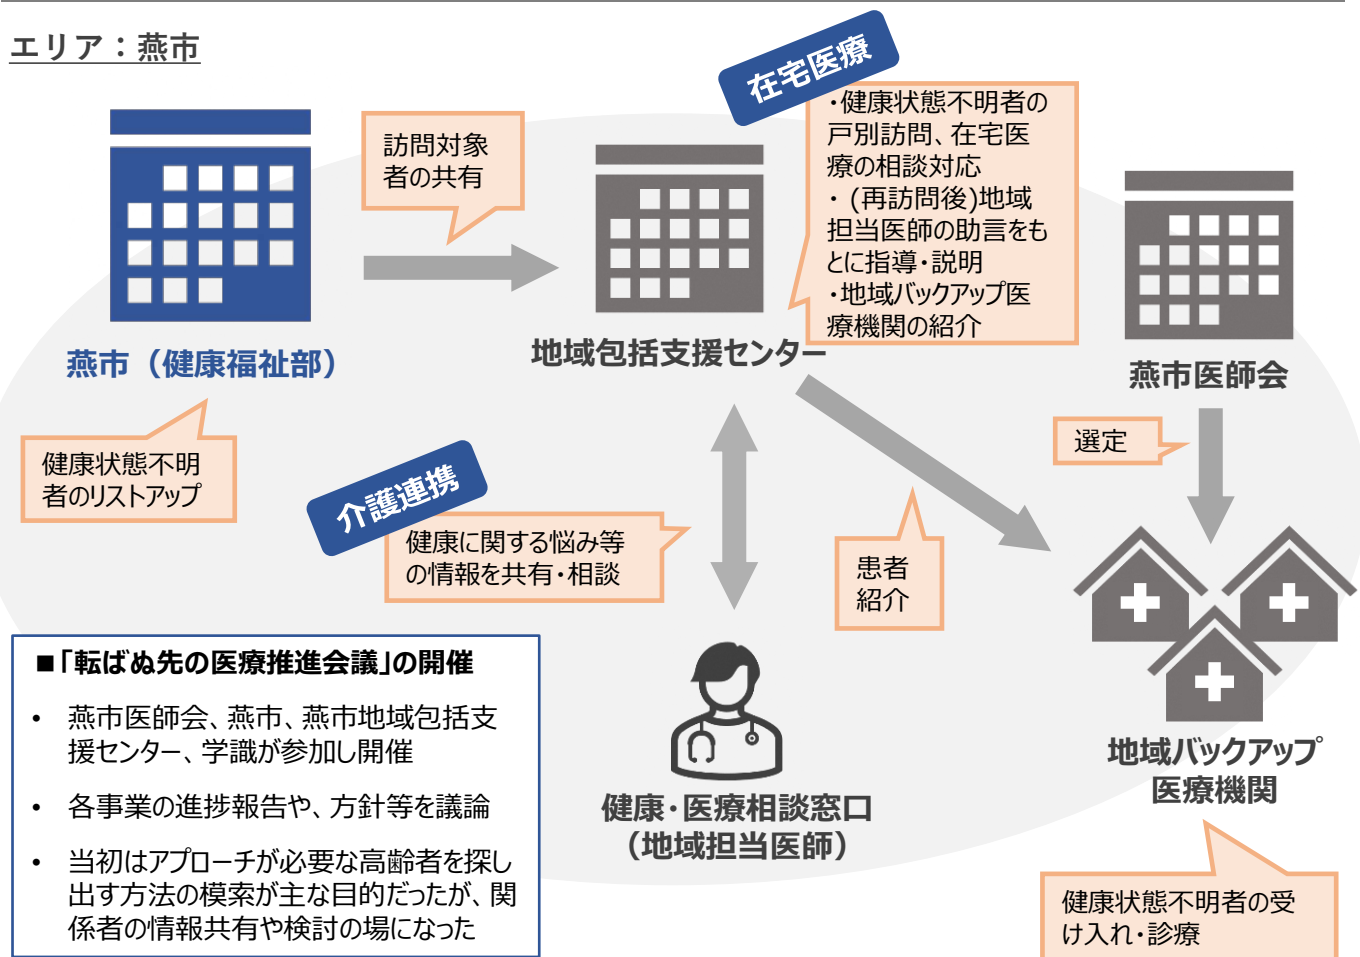 エリア：燕市
在宅医療
・健康状態不明者の
戸別訪問、在宅医
療の相談対応
・ (再訪問後)地域
担当医師の助言をも
とに指導・説明
・地域バックアップ医
療機関の紹介
訪問対象
者の共有
燕市（健康福祉部）
地域包括支援センター
燕市医師会
健康状態不明
者のリストアップ
選定
介護連携
健康に関する悩み等
の情報を共有・相談
患者
紹介
■「転ばぬ先の医療推進会議」の開催
• 燕市医師会、燕市、燕市地域包括支
援センター、学識が参加し開催
• 各事業の進捗報告や、方針等を議論
• 当初はアプローチが必要な高齢者を探し
出す方法の模索が主な目的だったが、関
係者の情報共有や検討の場になった
健康・医療相談窓口
（地域担当医師）
地域バックアップ
医療機関
健康状態不明者の受
け入れ・診療